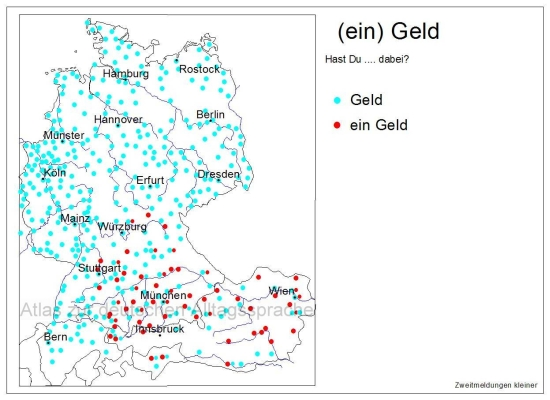 (ein) Geld
Hast Du .... dabei?
Geld
ein Geld
Hamburg
Rostock
Hannover
Berlin
Münster
Köln
Erfurt
Dresden
Mainz
Würzburg
Stuttgart
München
Wien
Atlas zur deutschen Alltagssprache
Innsbruck
Bern
Zweitmeldungen kleiner